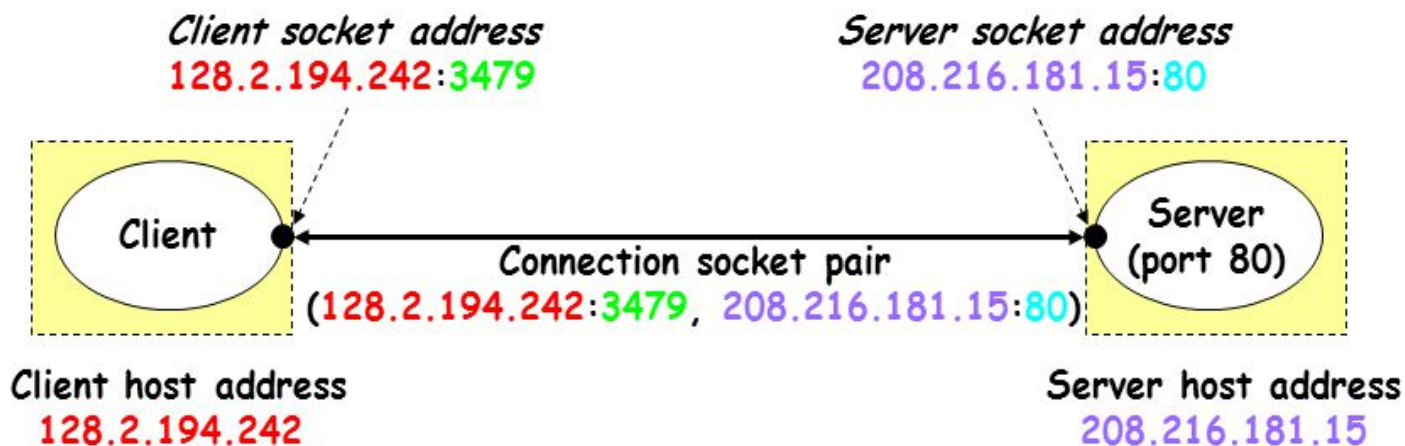 Client socket address
128.2.194.242:3479
Server socket address
208.216.181.15:80
Client
Server
(port 80)
Connection socket pair
(128.2.194.242:3479, 208.216.181.15:80)
Client host address
128.2.194.242
Server host address
208.216.181.15